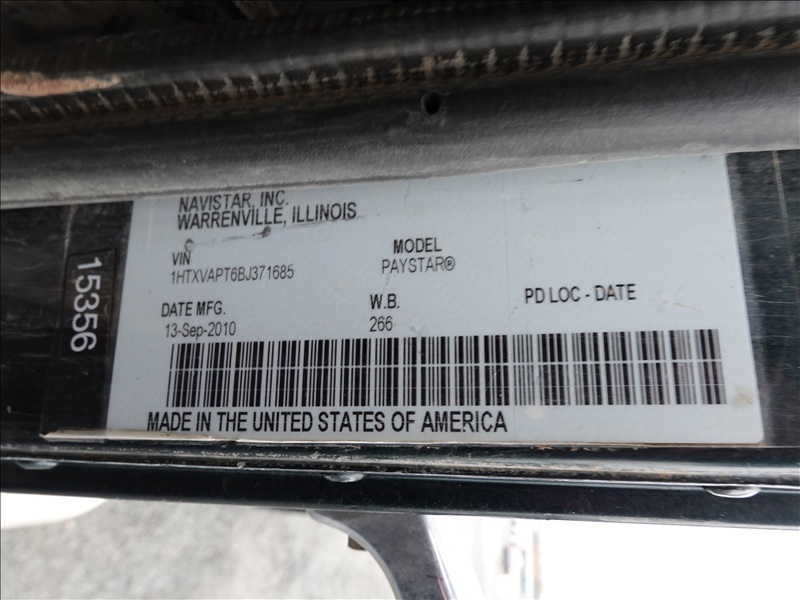 NAVISTAR, INC.
WARRENVILLE, ILLINOIS
VIN
1HTXVAPT6BJ371685
MODEL
PAYSTAR®
DATE MFG.
13-Sep-2010
W.B.
266
PD LOC - DATE
MADE IN THE UNITED STATES OF AMERICA
15356